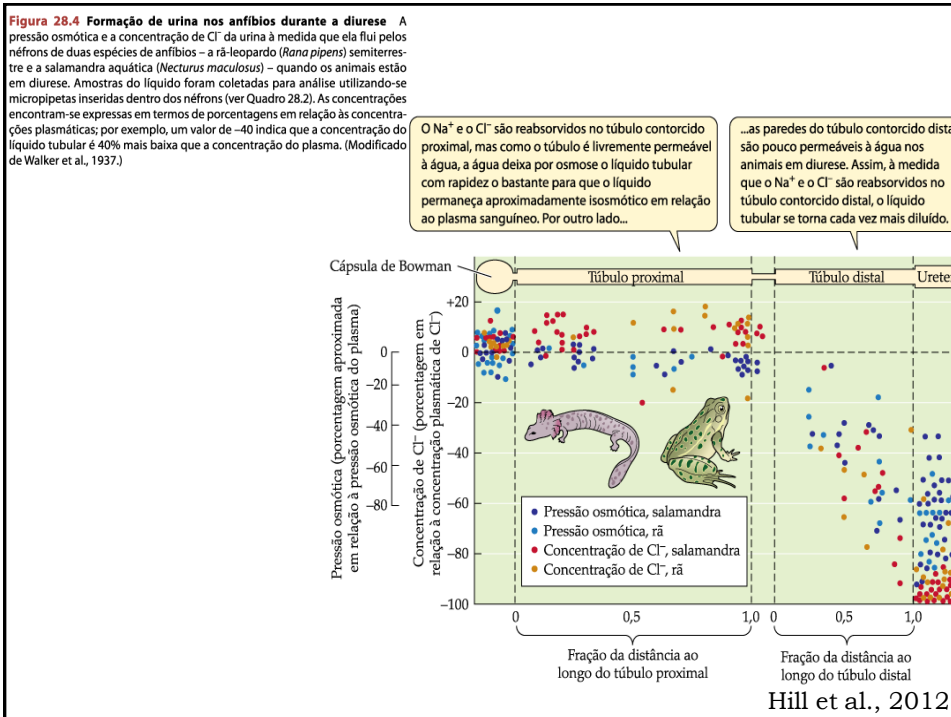 Figura 28.4 Formação de urina nos anfíbios durante a diurese A
pressão osmótica e a concentração de Cl⁻ da urina à medida que ela flui pelos
néfrons de duas espécies de anfíbios – a rã-leopardo (Rana pipens) semiterres-
tre e a salamandra aquática (Necturus maculosus) – quando os animais estão
em diurese. Amostras do líquido foram coletadas para análise utilizando-se
micropipetas inseridas dentro dos néfrons (ver Quadro 28.2). As concentrações
encontram-se expressas em termos de porcentagens em relação às concentra-
ções plasmáticas; por exemplo, um valor de –40 indica que a concentração do
líquido tubular é 40% mais baixa que a concentração do plasma. (Modificado
de Walker et al., 1937.)
O Na⁺ e o Cl⁻ são reabsorvidos no túbulo contorcido
proximal, mas como o túbulo é livremente permeável
à água, a água deixa por osmose o líquido tubular
com rapidez o bastante para que o líquido
permaneça aproximadamente isosmótico em relação
ao plasma sanguíneo. Por outro lado...
...as paredes do túbulo contorcido dista
são pouco permeáveis à água nos
animais em diurese. Assim, à medida
que o Na⁺ e o Cl⁻ são reabsorvidos no
túbulo contorcido distal, o líquido
tubular se torna cada vez mais diluído.
Cápsula de Bowman
Túbulo proximal
Túbulo distal
Urete
Pressão osmótica (porcentagem aproximada
em relação à pressão osmótica do plasma)
0
–20
–40
–60
–80
Concentração de Cl⁻ (porcentagem em
relação à concentração plasmática de Cl⁻)
+20
0
–20
–40
–60
–80
–100
Pressão osmótica, salamandra
Pressão osmótica, rã
Concentração de Cl⁻, salamandra
Concentração de Cl⁻, rã
0
0,5
1,0
0
0,5
1,0
Fração da distância ao
longo do túbulo proximal
Fração da distância ao
longo do túbulo distal
Hill et al., 2012